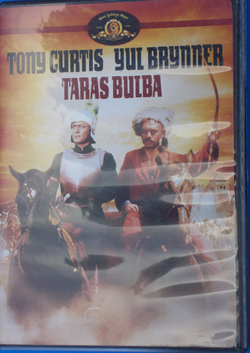 TONY CURTIS YUL BRYNNER
TARAS BULBA